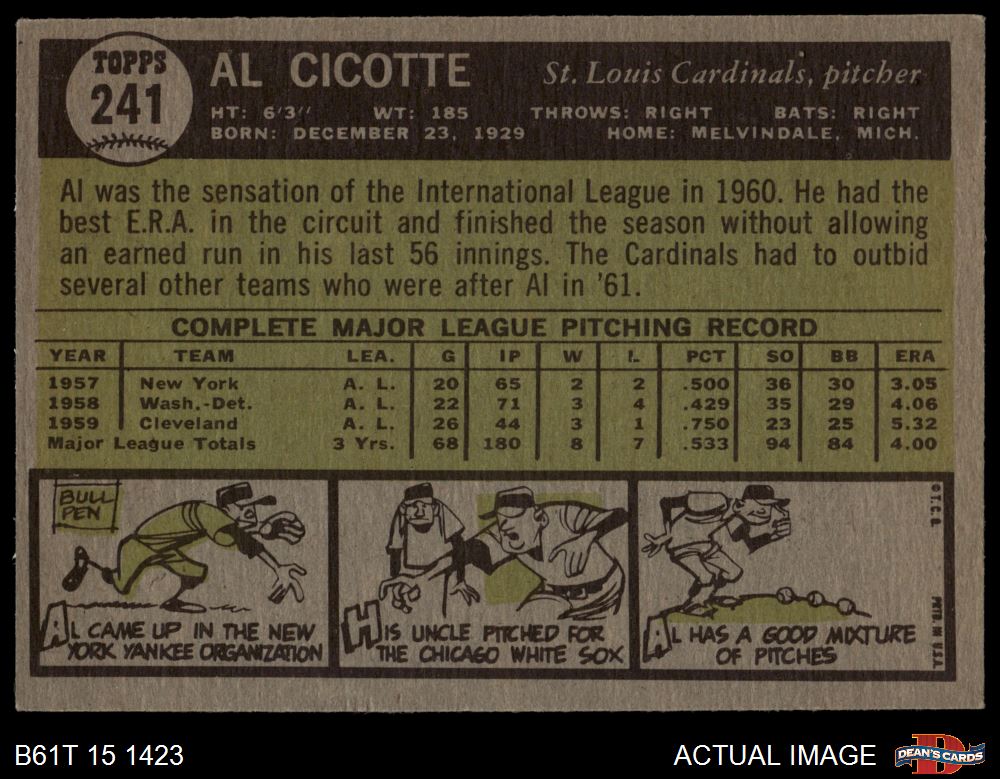 TOPPS
241
AL CICOTTE
St. Louis Cardinals, pitcher
HT: 6'3" WT: 185 THROWS: RIGHT BATS: RIGHT
BORN: DECEMBER 23, 1929 HOME: MELVINDALE, MICH.
Al was the sensation of the International League in 1960. He had the
best E.R.A. in the circuit and finished the season without allowing
an earned run in his last 56 innings. The Cardinals had to outbid
several other teams who were after Al in '61.
COMPLETE MAJOR LEAGUE PITCHING RECORD
YEAR TEAM LEA. G IP W L PCT SO BB ERA
1957 New York A. L. 20 65 2 2 .500 36 30 3.05
1958 Wash.-Det. A. L. 22 71 3 4 .429 35 29 4.06
1959 Cleveland A. L. 26 44 3 1 .750 23 25 5.32
Major League Totals 3 Yrs. 68 180 8 7 .533 94 84 4.00
BULL
PEN
AL CAME UP IN THE NEW
YORK YANKEE ORGANIZATION
HIS UNCLE PITCHED FOR
THE CHICAGO WHITE SOX
AL HAS A GOOD MIXTURE
OF PITCHES
© T. C. G.
PRTD. IN U.S.A.
B61T 15 1423
ACTUAL IMAGE
DEAN'S CARDS